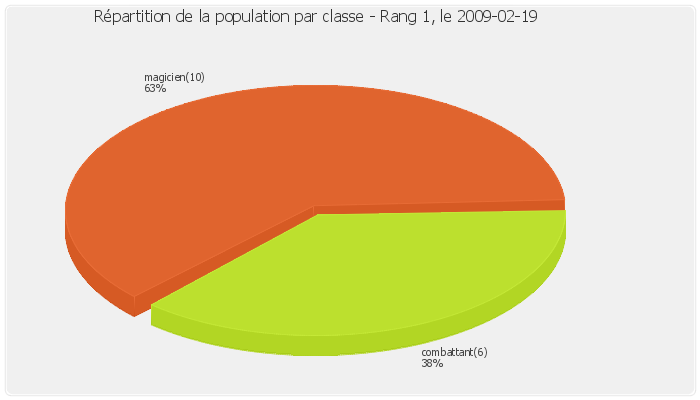 Répartition de la population par classe - Rang 1, le 2009-02-19
magicien(10)
63%
combattant(6)
38%